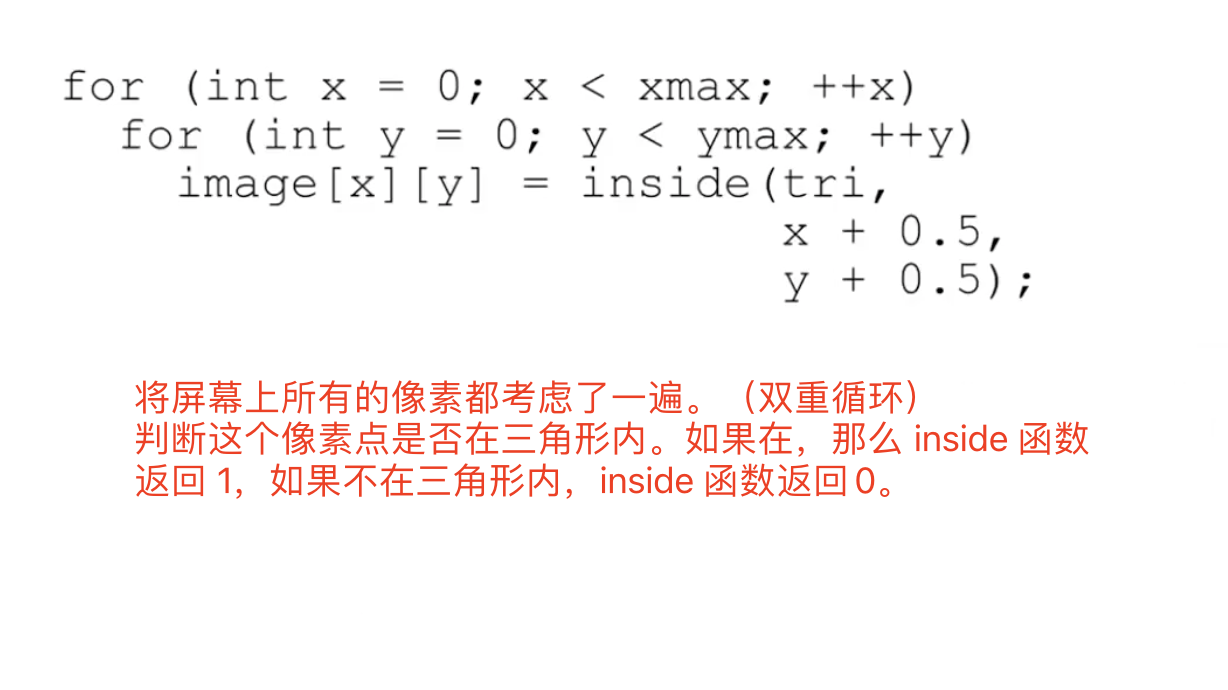 for (int x = 0; x < xmax; ++x)
for (int y = 0; y < ymax; ++y)
image[x][y] = inside(tri,
x + 0.5,
y + 0.5);
将屏幕上所有的像素都考虑了一遍。（双重循环）
判断这个像素点是否在三角形内。如果在，那么 inside 函数
返回 1，如果不在三角形内，inside 函数返回 0。